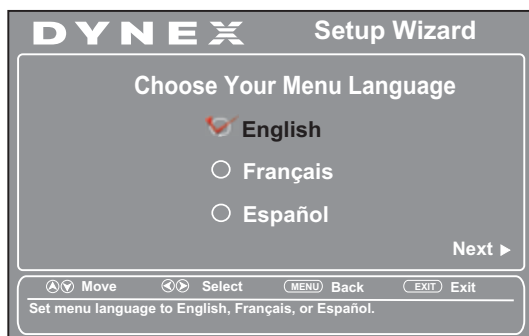 DYNEX Setup Wizard
Choose Your Menu Language
English
Français
Español
Next
Move Select MENU Back EXIT Exit
Set menu language to English, Français, or Español.